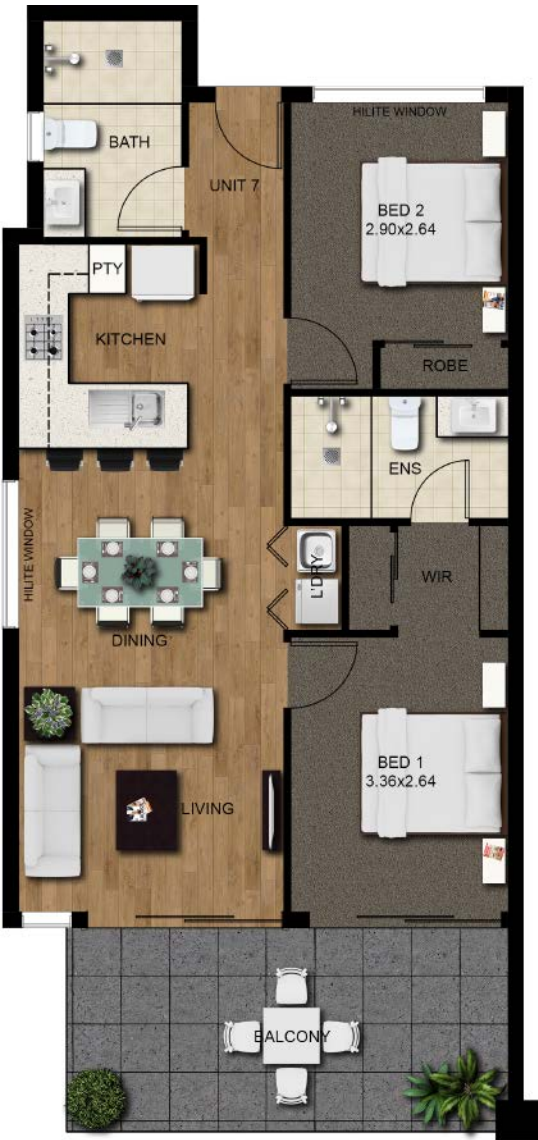 HILITE WINDOW
BATH
UNIT 7
BED 2
2.90x2.64
PTY
KITCHEN
ROBE
ENS
HILITE WINDOW
L'DRY
WIR
DINING
BED 1
3.36x2.64
LIVING
BALCONY